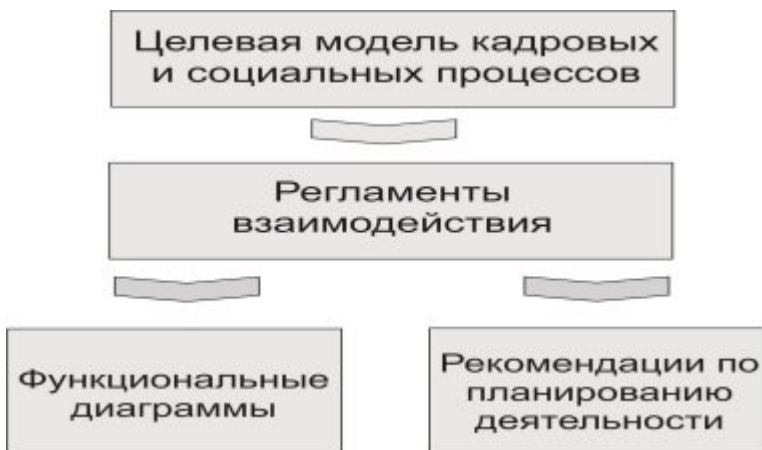 Целевая модель кадровых
и социальных процессов
Регламенты
взаимодействия
Функциональные
диаграммы
Рекомендации по
планированию
деятельности